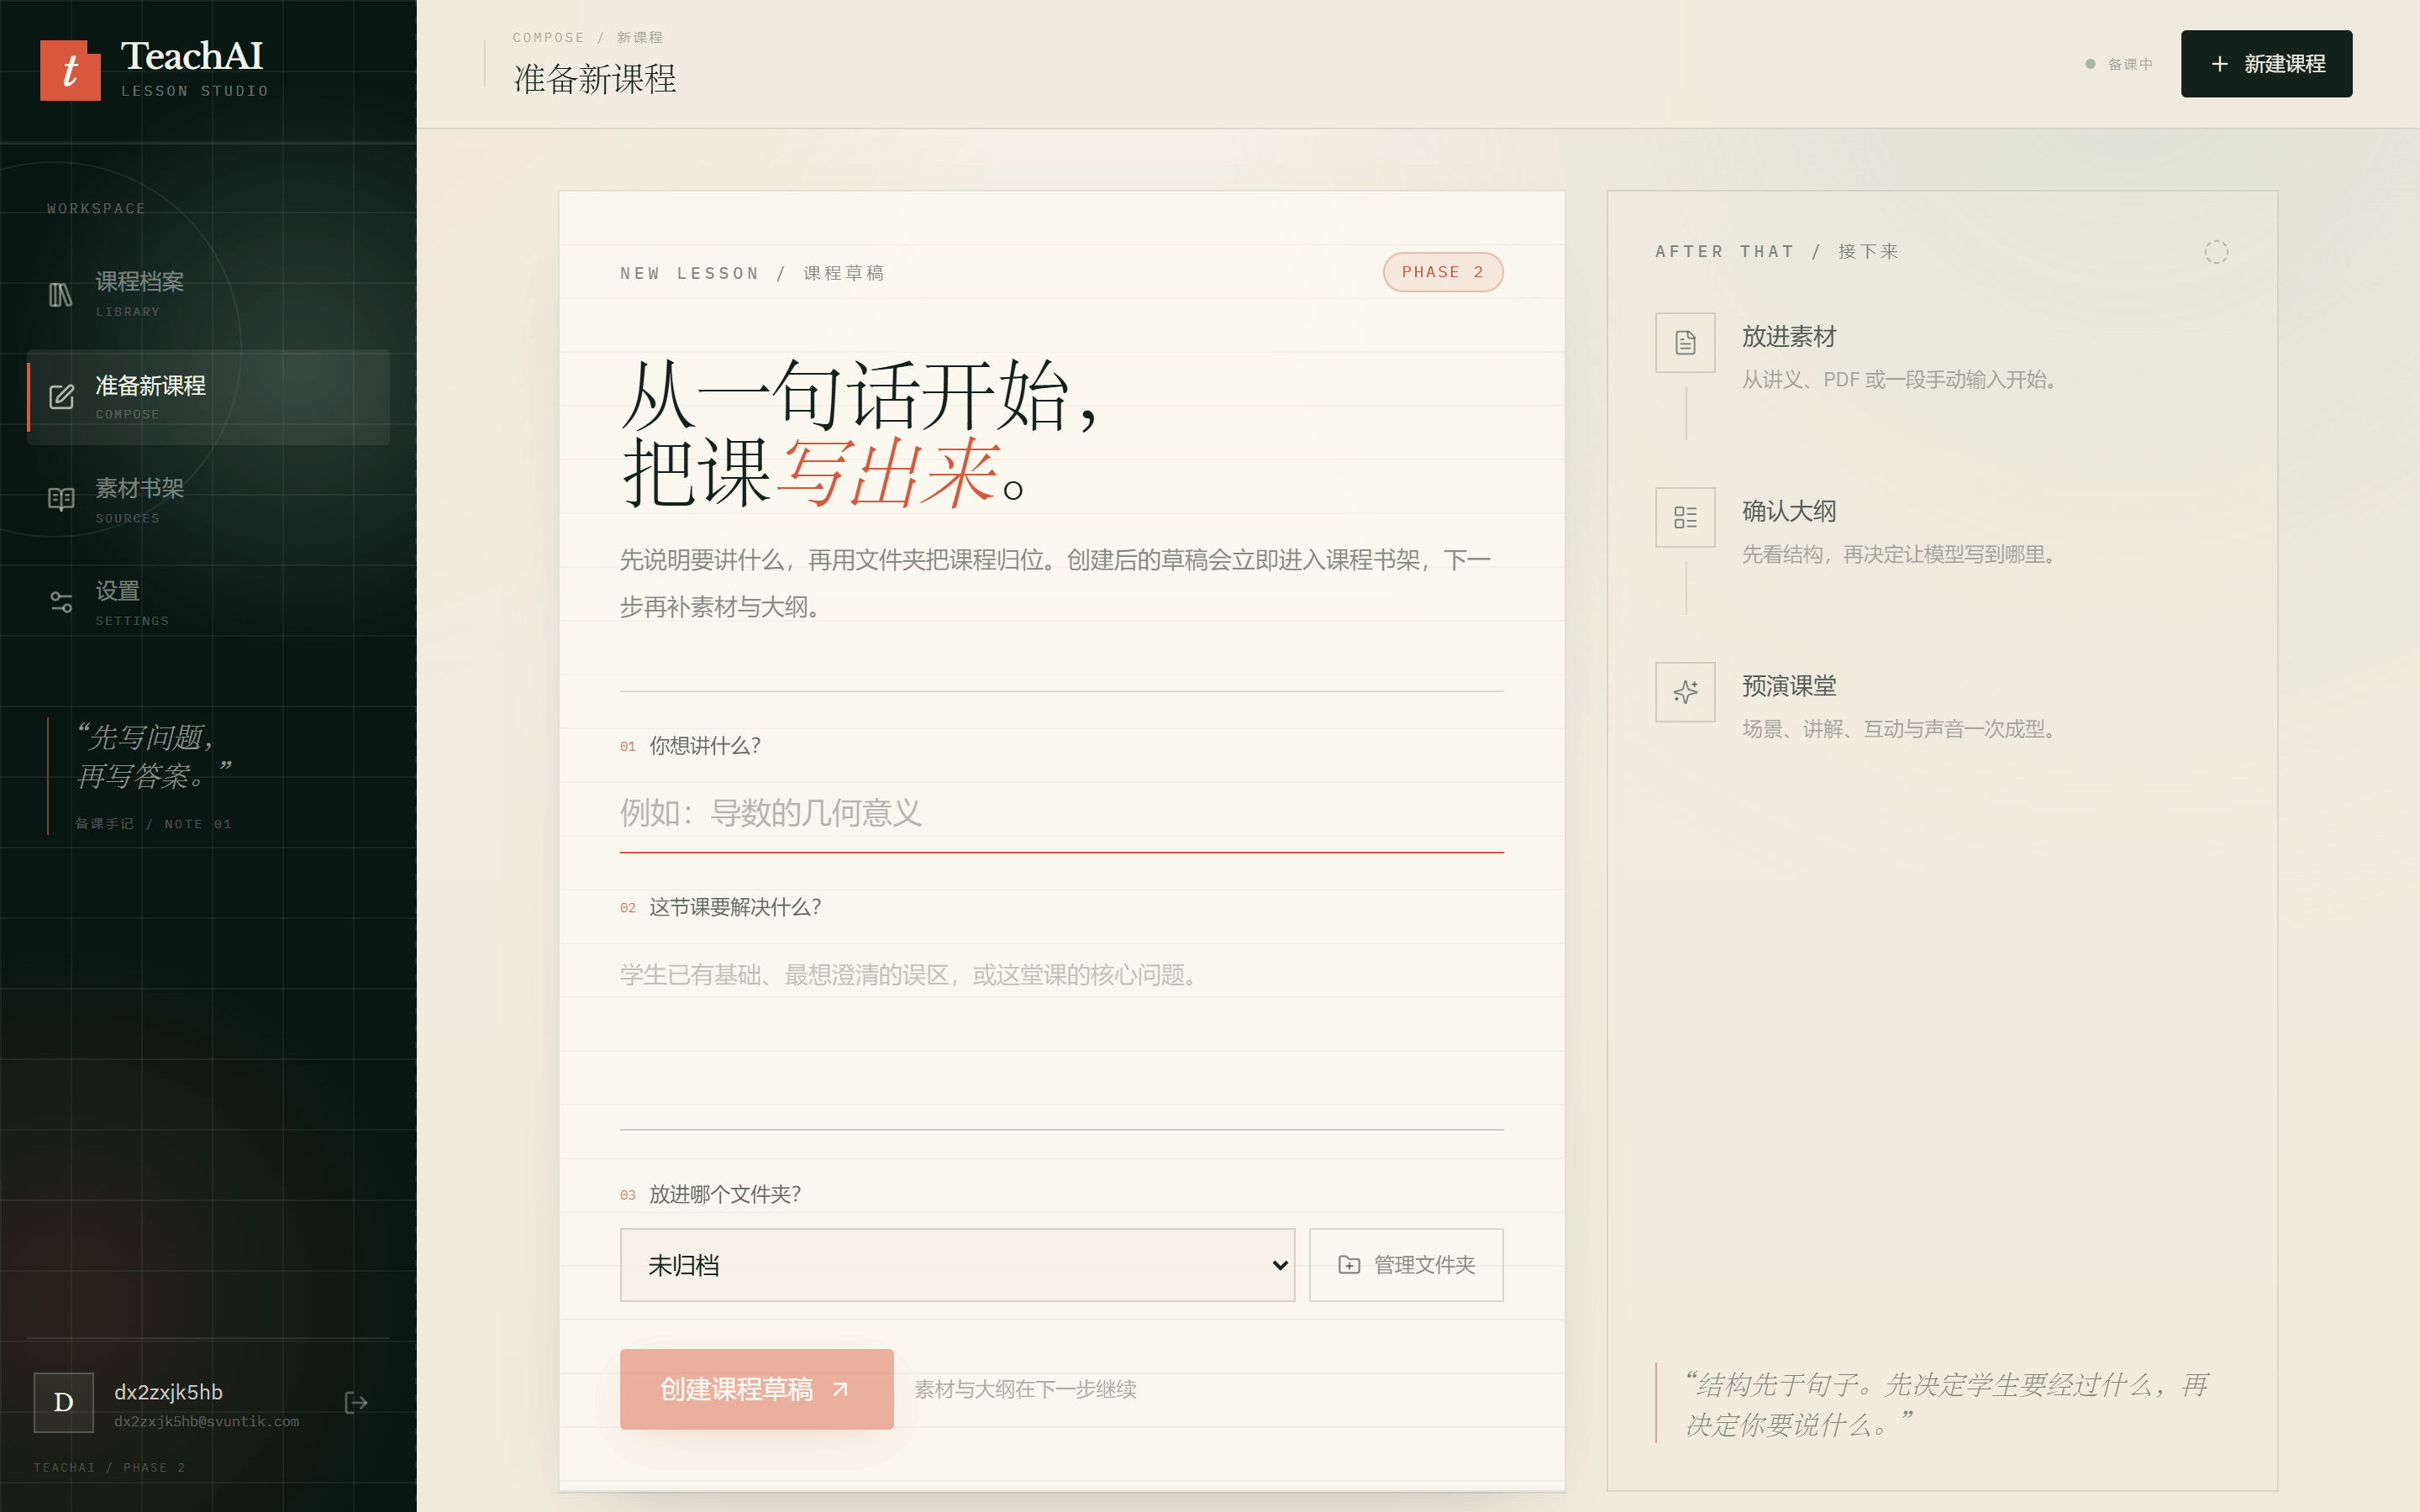 t
TeachAI
LESSON STUDIO
WORKSPACE
课程档案
LIBRARY
准备新课程
COMPOSE
素材书架
SOURCES
设置
SETTINGS
“先写问题，
再写答案。”
备课手记 / NOTE 01
D
dx2zxjk5hb
dx2zxjk5hb@svuntik.com
TEACHAI / PHASE 2
COMPOSE / 新课程
准备新课程
备课中
新建课程
NEW LESSON / 课程草稿
PHASE 2
从一句话开始，
把课写出来。
先说明要讲什么，再用文件夹把课程归位。创建后的草稿会立即进入课程书架，下一
步再补素材与大纲。
01 你想讲什么？
例如：导数的几何意义
02 这节课要解决什么？
学生已有基础、最想澄清的误区，或这堂课的核心问题。
03 放进哪个文件夹？
未归档
管理文件夹
创建课程草稿
素材与大纲在下一步继续
AFTER THAT / 接下来
放进素材
从讲义、PDF 或一段手动输入开始。
确认大纲
先看结构，再决定让模型写到哪里。
预演课堂
场景、讲解、互动与声音一次成型。
“结构先于句子。先决定学生要经过什么，再
决定你要说什么。”